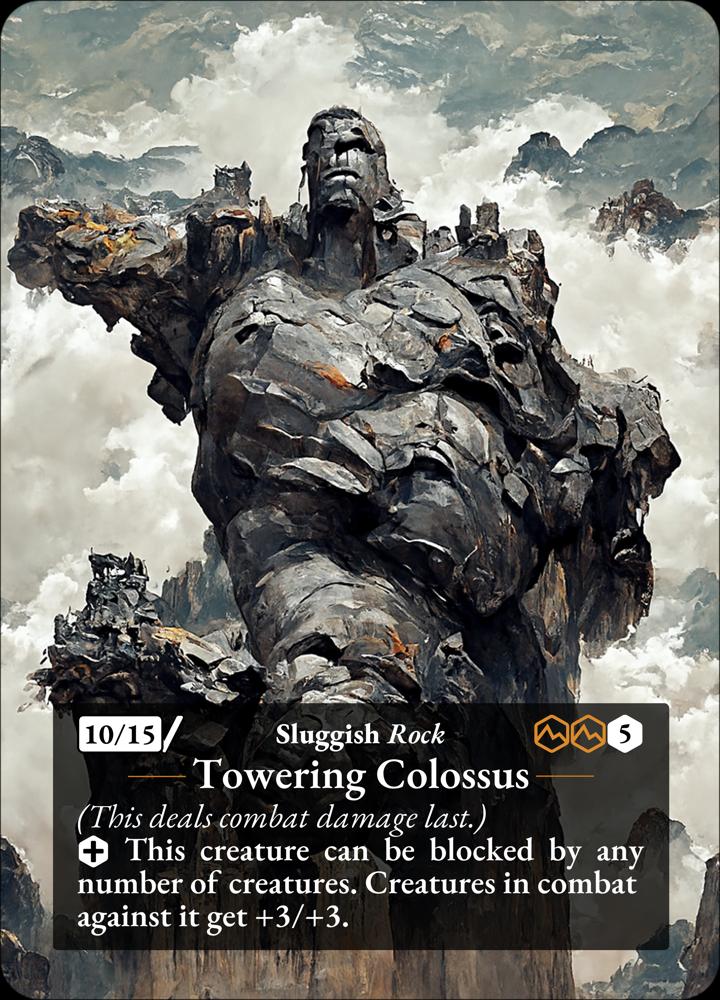 10/15 Sluggish Rock 5
Towering Colossus
(This deals combat damage last.)
This creature can be blocked by any
number of creatures. Creatures in combat
against it get +3/+3.